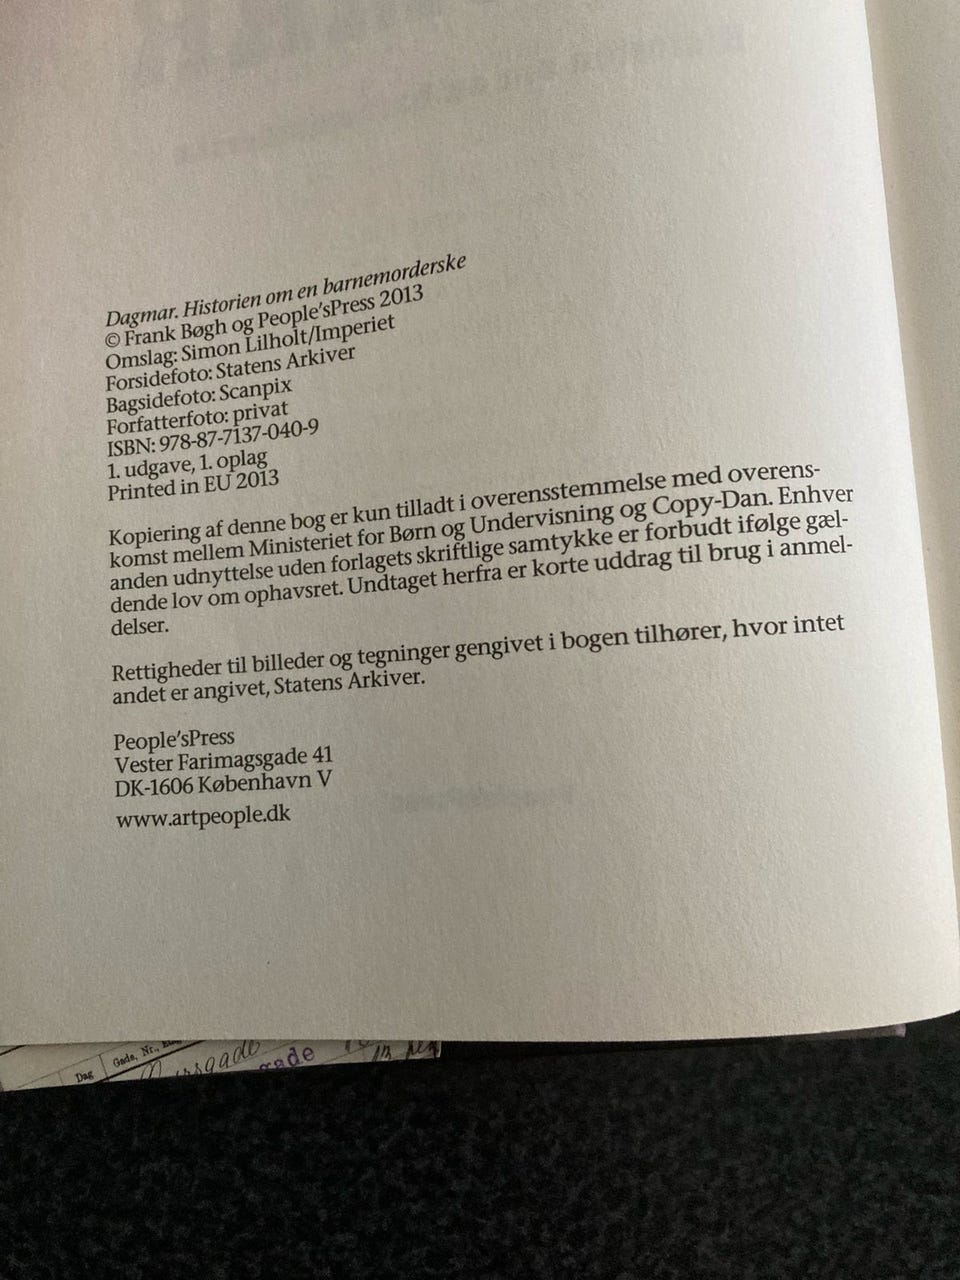 Dagmar. Historien om en barnemorderske
© Frank Bøgh og People'sPress 2013
Omslag: Simon Lilholt/Imperiet
Forsidefoto: Statens Arkiver
Bagsidefoto: Scanpix
Forfatterfoto: privat
ISBN: 978-87-7137-040-9
1. udgave, 1. oplag
Printed in EU 2013
Kopiering af denne bog er kun tilladt i overensstemmelse med overens-
komst mellem Ministeriet for Børn og Undervisning og Copy-Dan. Enhver
anden udnyttelse uden forlagets skriftlige samtykke er forbudt ifølge gæl-
dende lov om ophavsret. Undtaget herfra er korte uddrag til brug i anmel-
delser.
Rettigheder til billeder og tegninger gengivet i bogen tilhører, hvor intet
andet er angivet, Statens Arkiver.
People'sPress
Vester Farimagsgade 41
DK-1606 København V
www.artpeople.dk
Dag Gade, Nr.,